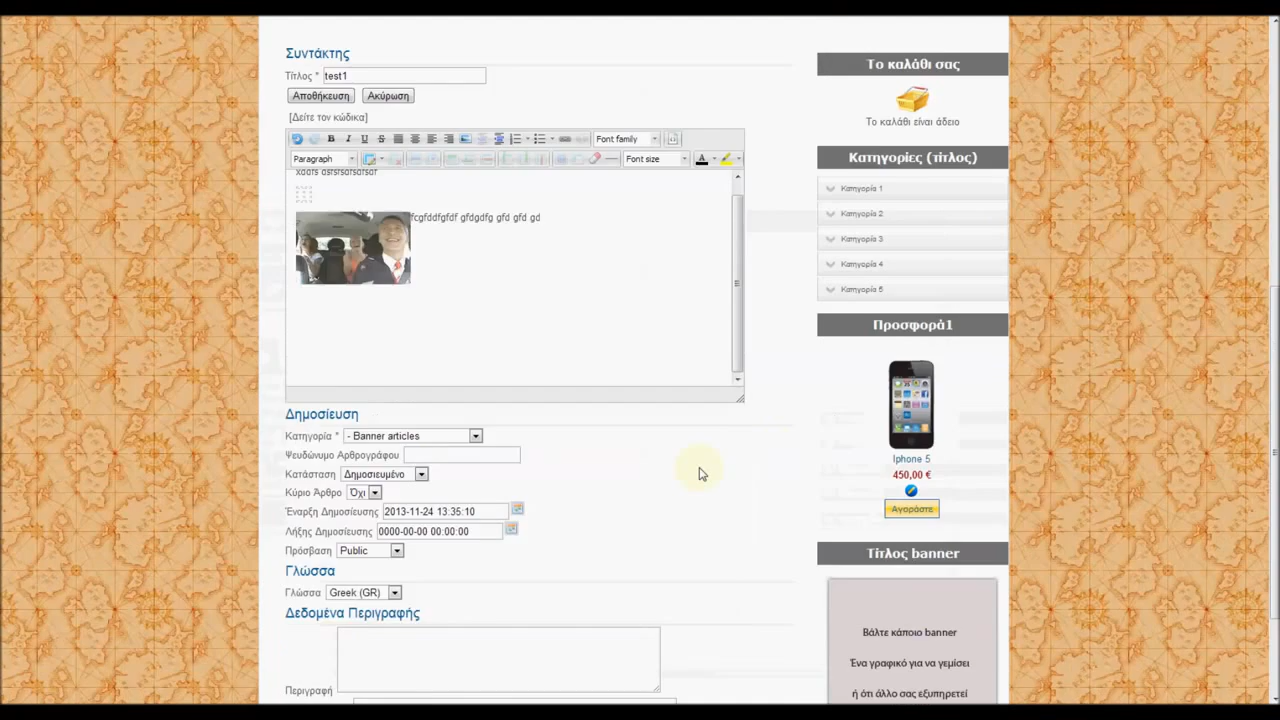 Συντάκτης
Τίτλος * test1
Αποθήκευση Ακύρωση
[Δείτε τον κώδικα]
Font family
Paragraph Font size
fcgfddfgfdf gfdgdfg gfd gfd gd
Δημοσίευση
Κατηγορία * - Banner articles
Ψευδώνυμο Αρθρογράφου
Κατάσταση Δημοσιευμένο
Κύριο Άρθρο Όχι
Έναρξη Δημοσίευσης 2013-11-24 13:35:10
Λήξης Δημοσίευσης 0000-00-00 00:00:00
Πρόσβαση Public
Γλώσσα
Γλώσσα Greek (GR)
Δεδομένα Περιγραφής
Περιγραφή
Το καλάθι σας
Το καλάθι είναι άδειο
Κατηγορίες (τίτλος)
Κατηγορία 1
Κατηγορία 2
Κατηγορία 3
Κατηγορία 4
Κατηγορία 5
Προσφορά1
Iphone 5
450,00 €
Αγοράστε
Τίτλος banner
Βάλτε κάποιο banner
Ένα γραφικό για να γεμίσει
ή ότι άλλο σας εξυπηρετεί